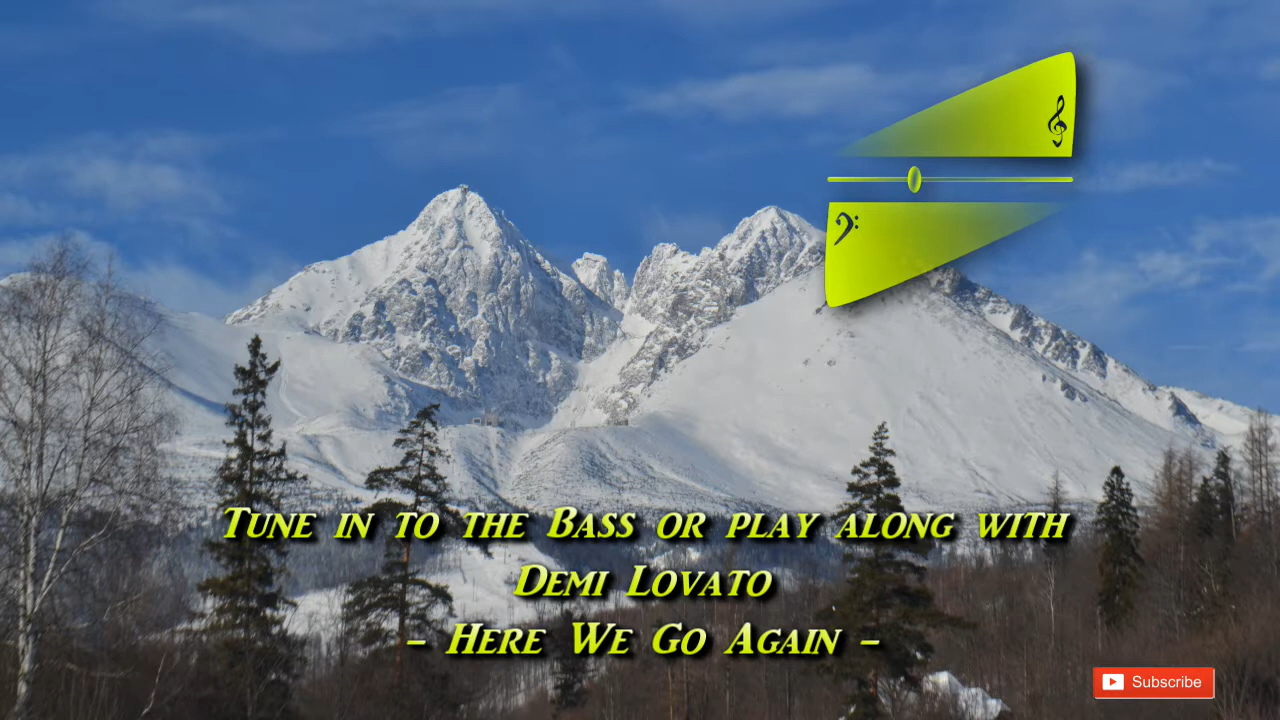 Tune in to the Bass or play along with
Demi Lovato
- Here We Go Again -
Subscribe